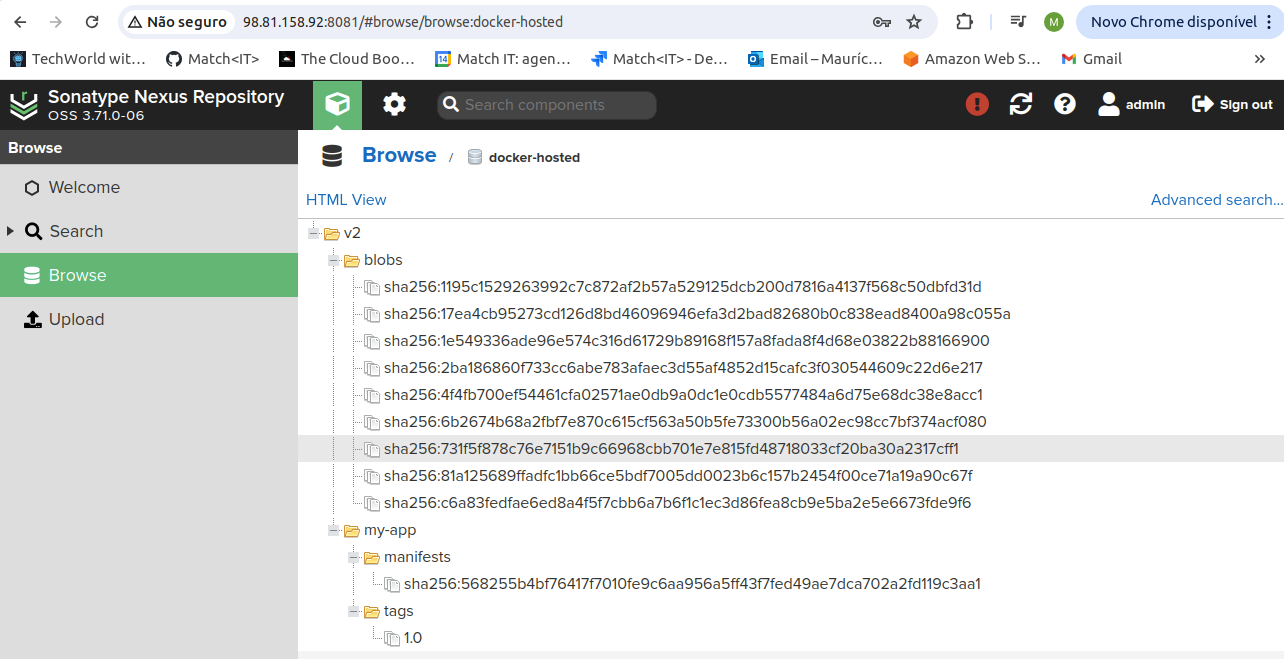 Não seguro 98.81.158.92:8081/#browse/browse:docker-hosted M Novo Chrome disponível
TechWorld wit... Match<IT> The Cloud Boo... 14 Match IT: agen... Match<IT> - De... Email – Mauríc... Amazon Web S... Gmail »
Sonatype Nexus Repository
OSS 3.71.0-06
Search components
admin Sign out
Browse
Browse / docker-hosted
Welcome
Search
Browse
Upload
HTML View Advanced search...
v2
blobs
sha256:1195c1529263992c7c872af2b57a529125dcb200d7816a4137f568c50dbfd31d
sha256:17ea4cb95273cd126d8bd46096946efa3d2bad82680b0c838ead8400a98c055a
sha256:1e549336ade96e574c316d61729b89168f157a8fada8f4d68e03822b88166900
sha256:2ba186860f733cc6abe783afaec3d55af4852d15cafc3f030544609c22d6e217
sha256:4f4fb700ef54461cfa02571ae0db9a0dc1e0cdb5577484a6d75e68dc38e8acc1
sha256:6b2674b68a2fbf7e870c615cf563a50b5fe73300b56a02ec98cc7bf374acf080
sha256:731f5f878c76e7151b9c66968cbb701e7e815fd48718033cf20ba30a2317cff1
sha256:81a125689ffadfc1bb66ce5bdf7005dd0023b6c157b2454f00ce71a19a90c67f
sha256:c6a83fedfae6ed8a4f5f7cbb6a7b6f1c1ec3d86fea8cb9e5ba2e5e6673fde9f6
my-app
manifests
sha256:568255b4bf76417f7010fe9c6aa956a5ff43f7fed49ae7dca702a2fd119c3aa1
tags
1.0